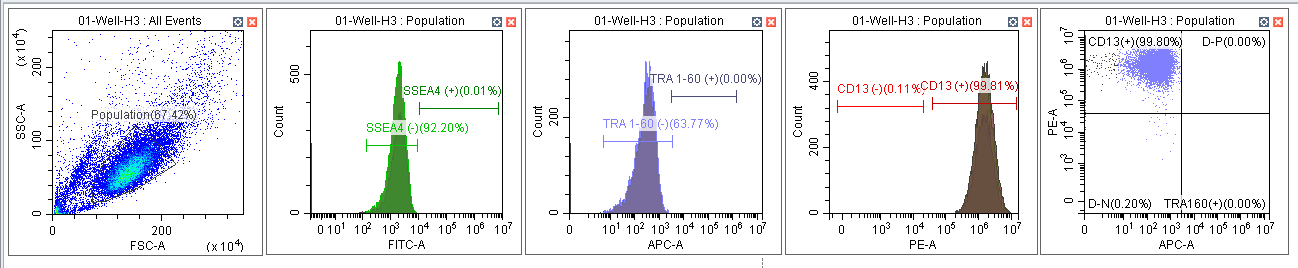 01-Well-H3 : All Events
SSC-A (x 10⁴)
0 100 200
Population(67.42%)
0 200
FSC-A (x 10⁴)
01-Well-H3 : Population
Count
0 500
SSEA4 (+)(0.01%)
SSEA4 (-)(92.20%)
10¹ 10² 10³ 10⁴ 10⁵ 10⁶ 10⁷
FITC-A
01-Well-H3 : Population
Count
0 200
TRA 1-60 (+)(0.00%)
TRA 1-60 (-)(63.77%)
0 10¹ 10² 10³ 10⁴ 10⁵ 10⁶ 10⁷
APC-A
01-Well-H3 : Population
Count
0 200 400
CD13 (-)(0.11%
CD13 (+)(99.81%)
0 10³ 10⁴ 10⁵ 10⁶ 10⁷
PE-A
01-Well-H3 : Population
PE-A
0 10³ 10⁴ 10⁵ 10⁶ 10⁷
CD13(+)(99.80%)
D-P(0.00%)
D-N(0.20%)
TRA160(+)(0.00%)
0 10¹ 10² 10³ 10⁴ 10⁵ 10⁶ 10⁷
APC-A